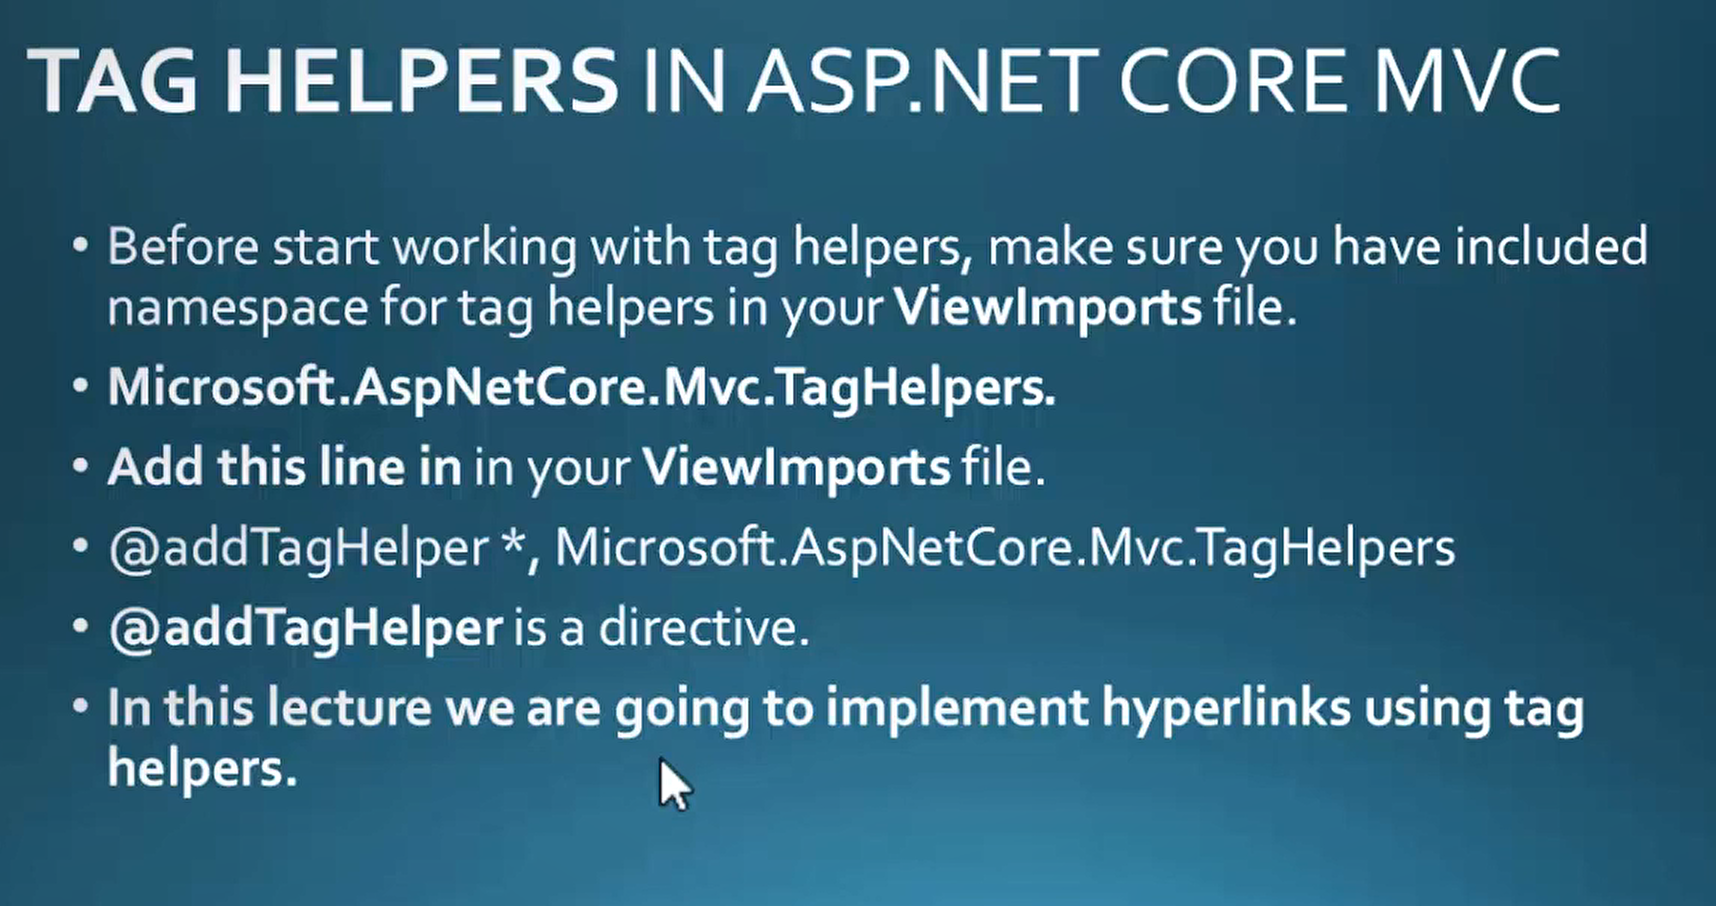 TAG HELPERS IN ASP.NET CORE MVC
• Before start working with tag helpers, make sure you have included
namespace for tag helpers in your ViewImports file.
• Microsoft.AspNetCore.Mvc.TagHelpers.
• Add this line in in your ViewImports file.
• @addTagHelper *, Microsoft.AspNetCore.Mvc.TagHelpers
• @addTagHelper is a directive.
• In this lecture we are going to implement hyperlinks using tag
helpers.